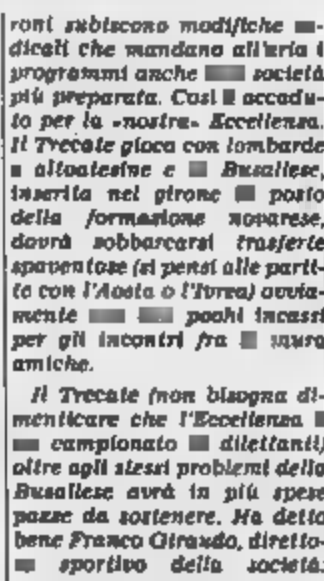 roni subiscono modifiche
dicali che mandano all'aria i
programmi anche società
più preparata. Così accadu-
to per la «nostra» Eccellenza.
Il Trecate gioca con lombarde
altoatesine e Busallese,
inserita nel girone posto
della formazione novarese,
dovrà sobbarcarsi trasferte
spaventose (si pensi alle parti-
te con l'Aosta o l'Ivrea) ovvia-
mente pochi incassi
per gli incontri fra mura
amiche.
Il Trecate (non bisogna di-
menticare che l'Eccellenza
campionato dilettanti)
oltre agli stessi problemi della
Busallese avrà in più spese
pazze da sostenere. Ha detto
bene Franco Giraudo, diretto-
sportivo della società.